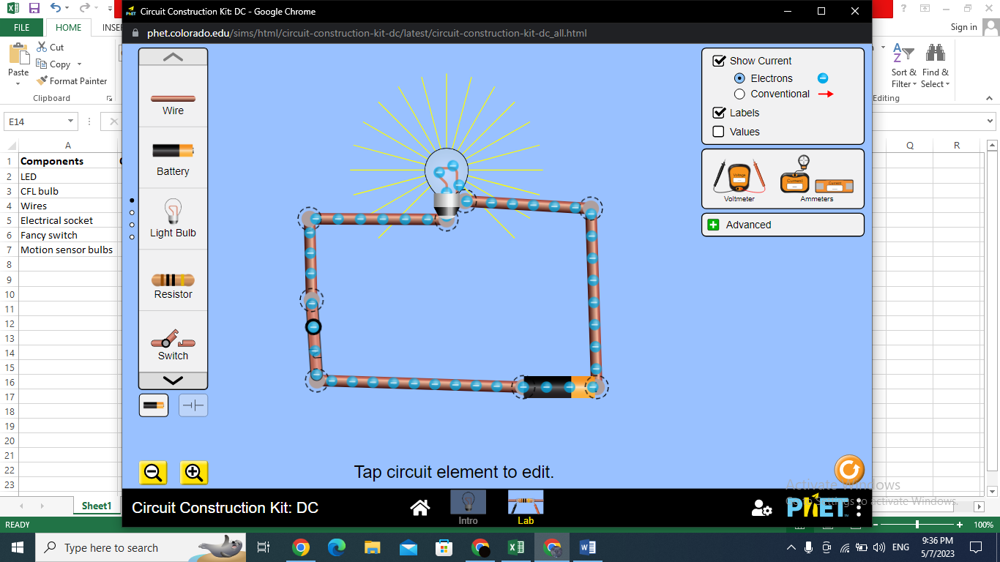 Circuit Construction Kit: DC - Google Chrome
phet.colorado.edu/sims/html/circuit-construction-kit-dc/latest/circuit-construction-kit-dc_all.html
FILE
HOME
Sign in
Cut
Copy
Format Painter
Paste
Clipboard
Sort &
Filter
Find &
Select
Editing
E14
A
Q
R
1 Components
2 LED
3 CFL bulb
4 Wires
5 Electrical socket
6 Fancy switch
7 Motion sensor bulbs
8
9
10
11
12
13
14
15
16
17
18
19
20
21
22
23
Wire
Battery
Light Bulb
Resistor
Switch
Show Current
Electrons
Conventional
Labels
Values
Voltage
Current
Current
Voltmeter
Ammeters
Advanced
Tap circuit element to edit.
Circuit Construction Kit: DC
Intro
Lab
PhET
Activate Windows
Sheet1
READY
100%
Type here to search
ENG
9:36 PM
5/7/2023